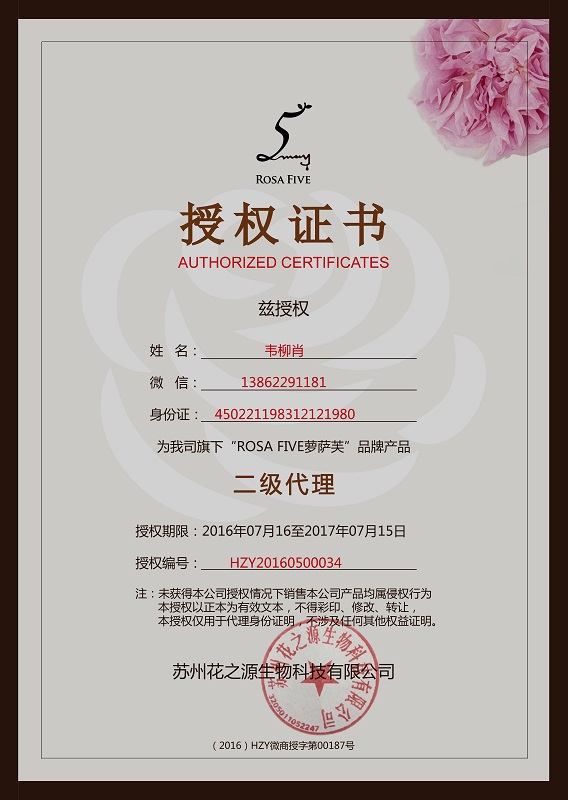 5
may
ROSA FIVE
授权证书
AUTHORIZED CERTIFICATES
兹授权
姓 名：韦柳肖
微 信：13862291181
身份证：450221198312121980
为我司旗下“ROSA FIVE萝萨芙”品牌产品
二级代理
授权期限：2016年07月16至2017年07月15日
授权编号：HZY20160500034
注：未获得本公司授权情况下销售本公司产品均属侵权行为
本授权以正本为有效文本，不得彩印、修改、转让，
本授权仅用于代理身份证明，不涉及任何其他权益证明。
苏州花之源生物科技有限公司
苏州花之源生物科技有限公司
3205011052247
（2016）HZY微商授字第00187号